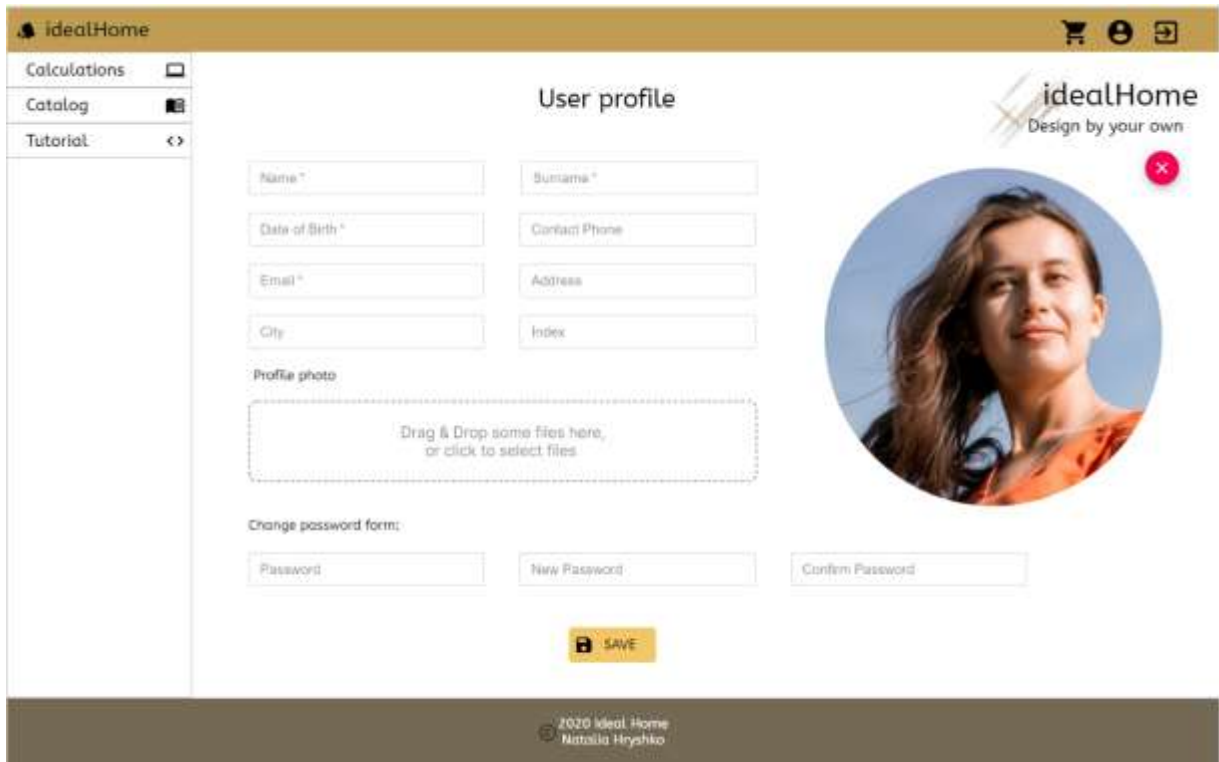 idealHome
Calculations
Catalog
Tutorial
User profile
idealHome
Design by your own
Name *
Surname *
Date of Birth *
Contact Phone
Email *
Address
City
Index
Profile photo
Drag & Drop some files here,
or click to select files
Change password form:
Password
New Password
Confirm Password
SAVE
© 2020 Ideal Home
Natalia Hryshko